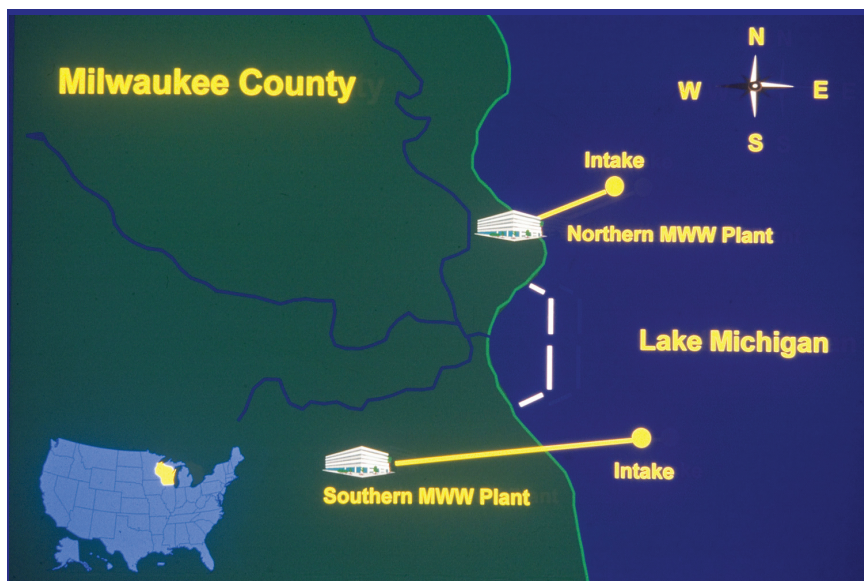 Milwaukee County
N
W E
S
Intake
Northern MWW Plant
Lake Michigan
Intake
Southern MWW Plant